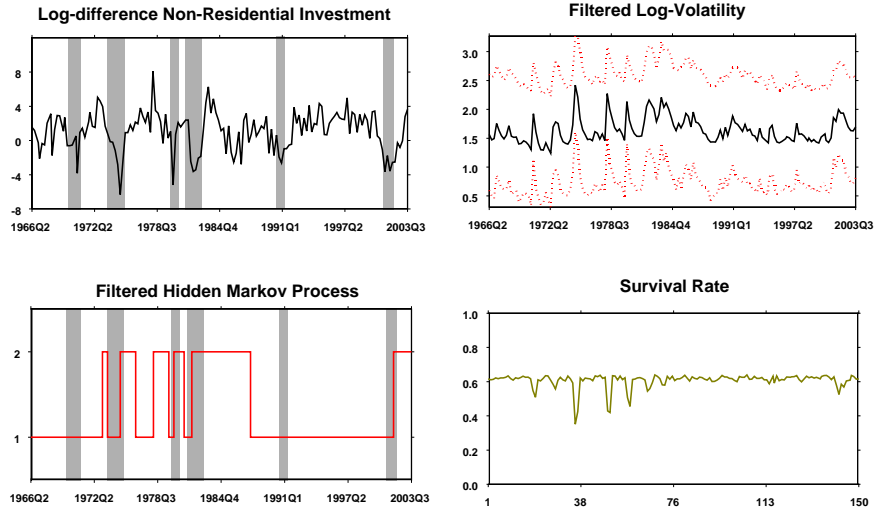 Log-difference Non-Residential Investment
8
4
0
-4
-8
1966Q2 1972Q2 1978Q3 1984Q4 1991Q1 1997Q2 2003Q3
Filtered Log-Volatility
3.0
2.5
2.0
1.5
1.0
0.5
1966Q2 1972Q2 1978Q3 1984Q4 1991Q1 1997Q2 2003Q3
Filtered Hidden Markov Process
2
1
1966Q2 1972Q2 1978Q3 1984Q4 1991Q1 1997Q2 2003Q3
Survival Rate
1.0
0.8
0.6
0.4
0.2
0.0
1 38 76 113 150